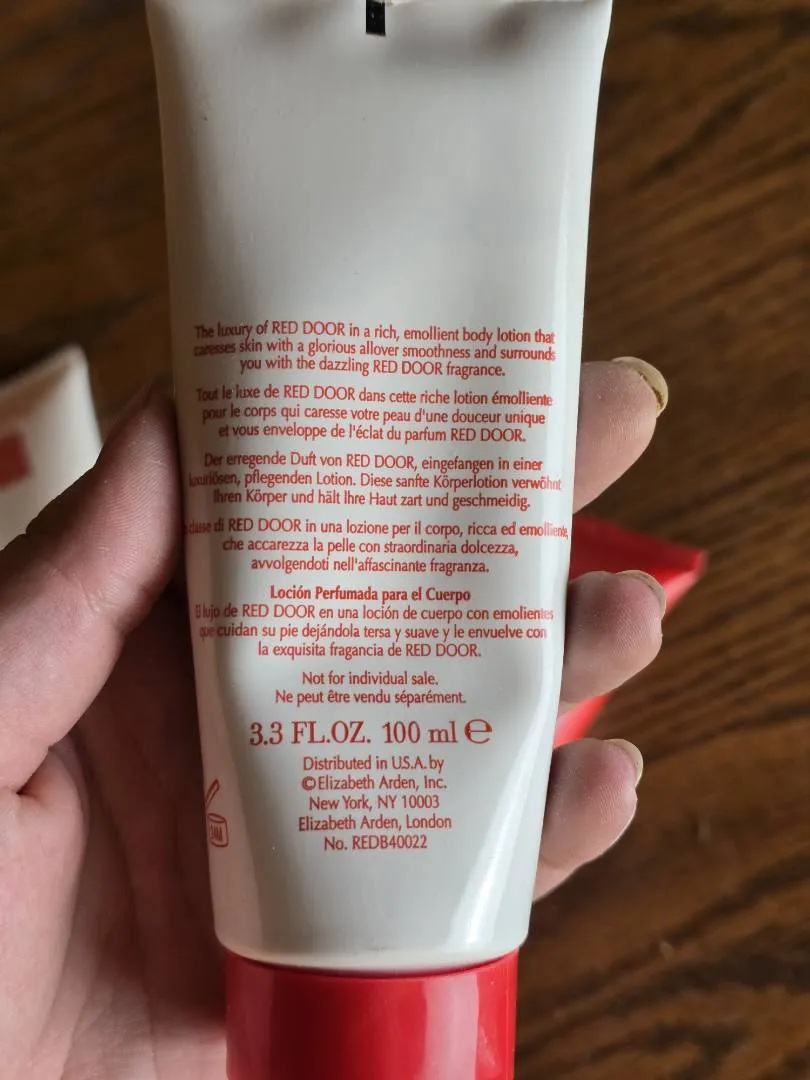 The luxury of RED DOOR in a rich, emollient body lotion that
caresses skin with a glorious allover smoothness and surrounds
you with the dazzling RED DOOR fragrance.
Tout le luxe de RED DOOR dans cette riche lotion émolliente
pour le corps qui caresse votre peau d'une douceur unique
et vous enveloppe de l'éclat du parfum RED DOOR.
Der erregende Duft von RED DOOR, eingefangen in einer
luxuriösen, pflegenden Lotion. Diese sanfte Körperlotion verwöhnt
Ihren Körper und hält Ihre Haut zart und geschmeidig.
classe di RED DOOR in una lozione per il corpo, ricca ed emolliente,
che accarezza la pelle con straordinaria dolcezza,
avvolgendoti nell'affascinante fragranza.
Loción Perfumada para el Cuerpo
El lujo de RED DOOR en una loción de cuerpo con emolientes
que cuidan su pie dejándola tersa y suave y le envuelve con
la exquisita fragancia de RED DOOR.
Not for individual sale.
Ne peut être vendu séparément.
3.3 FL.OZ. 100 ml ℮
Distributed in U.S.A. by
©Elizabeth Arden, Inc.
New York, NY 10003
Elizabeth Arden, London
No. REDB40022